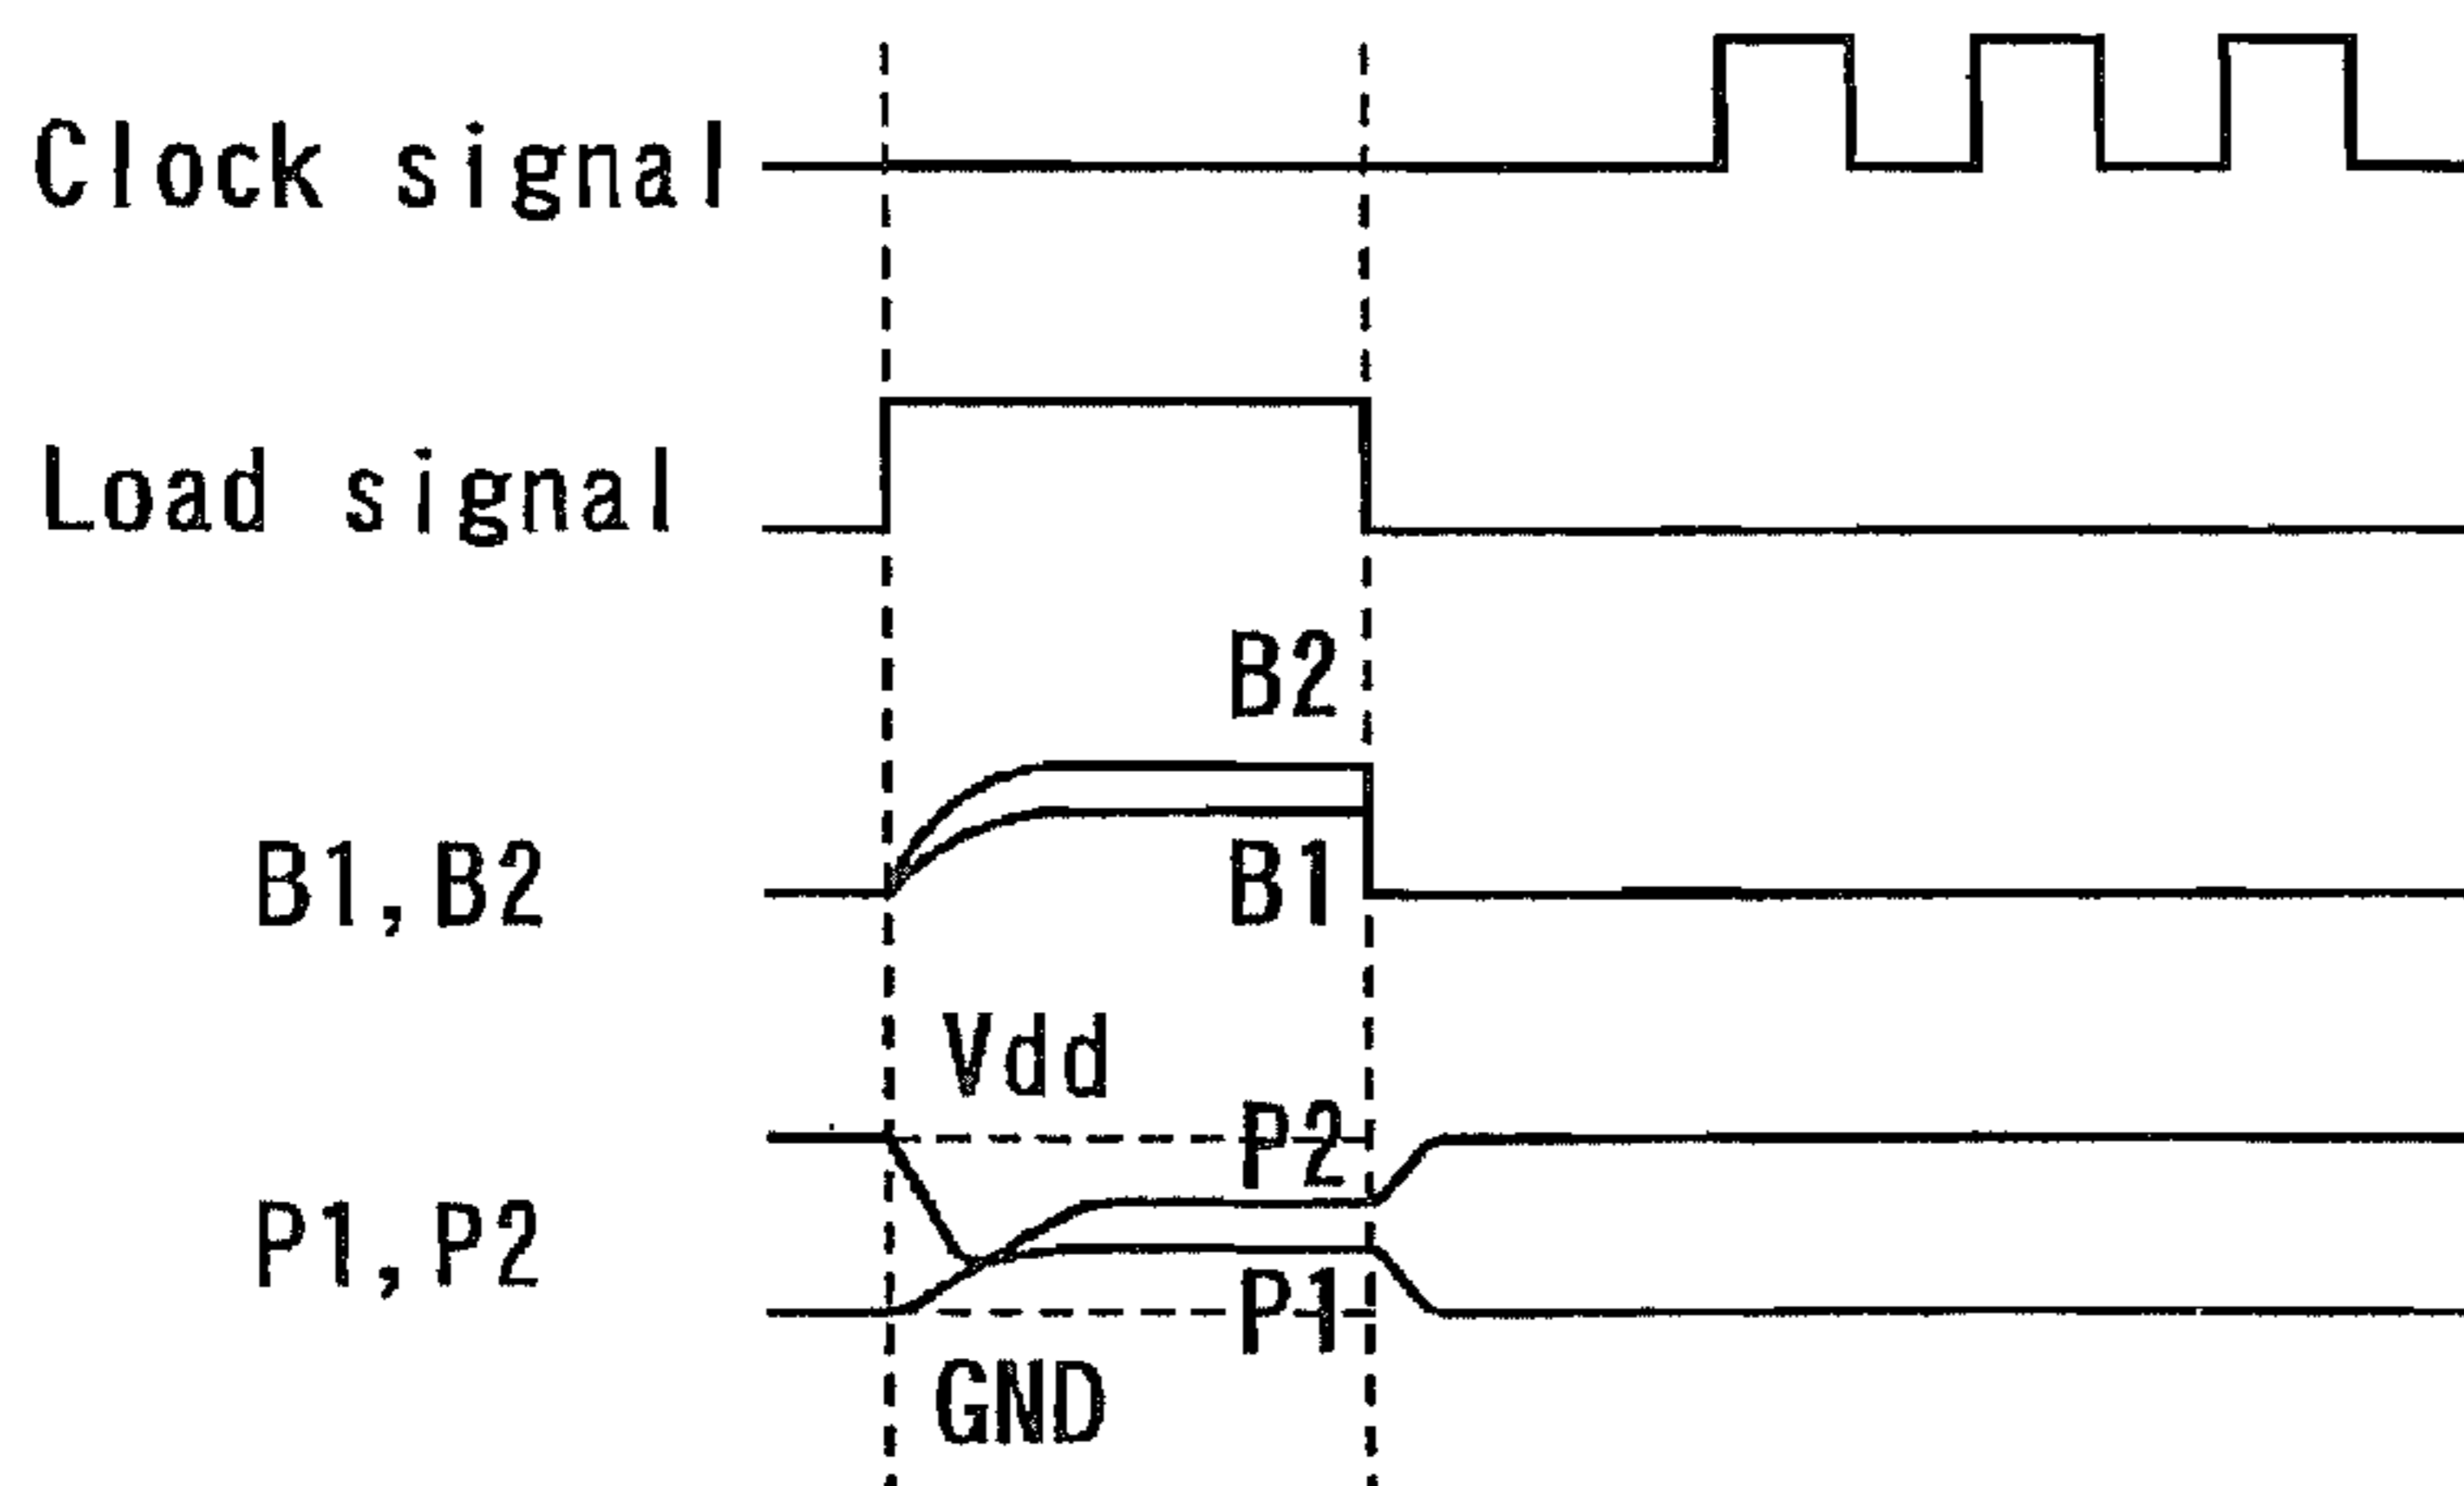 Clock signal
Load signal
B2
B1,B2
B1
Vdd
P2
P1,P2
P1
GND